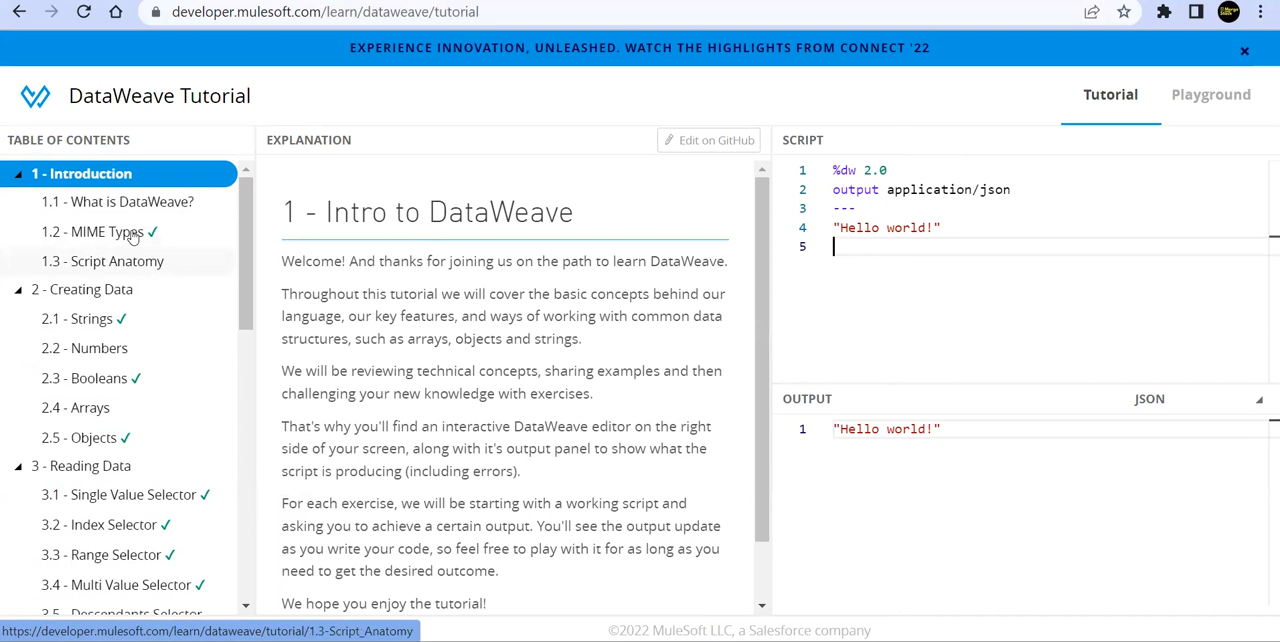 developer.mulesoft.com/learn/dataweave/tutorial
EXPERIENCE INNOVATION, UNLEASHED. WATCH THE HIGHLIGHTS FROM CONNECT '22
DataWeave Tutorial
Tutorial
Playground
TABLE OF CONTENTS
1 - Introduction
1.1 - What is DataWeave?
1.2 - MIME Types
1.3 - Script Anatomy
2 - Creating Data
2.1 - Strings
2.2 - Numbers
2.3 - Booleans
2.4 - Arrays
2.5 - Objects
3 - Reading Data
3.1 - Single Value Selector
3.2 - Index Selector
3.3 - Range Selector
3.4 - Multi Value Selector
3.5 - Descendants Selector
https://developer.mulesoft.com/learn/dataweave/tutorial/1.3-Script_Anatomy
EXPLANATION
Edit on GitHub
1 - Intro to DataWeave
Welcome! And thanks for joining us on the path to learn DataWeave.
Throughout this tutorial we will cover the basic concepts behind our
language, our key features, and ways of working with common data
structures, such as arrays, objects and strings.
We will be reviewing technical concepts, sharing examples and then
challenging your new knowledge with exercises.
That's why you'll find an interactive DataWeave editor on the right
side of your screen, along with it's output panel to show what the
script is producing (including errors).
For each exercise, we will be starting with a working script and
asking you to achieve a certain output. You'll see the output update
as you write your code, so feel free to play with it for as long as you
need to get the desired outcome.
We hope you enjoy the tutorial!
SCRIPT
1 %dw 2.0
2 output application/json
3 ---
4 "Hello world!"
5
OUTPUT
JSON
1 "Hello world!"
©2022 MuleSoft LLC, a Salesforce company